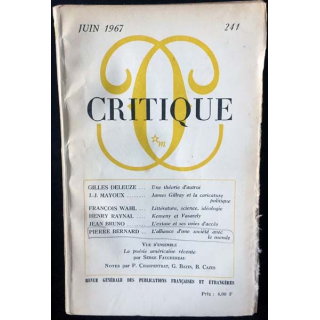 JUIN 1967 241
CRITIQUE
m
GILLES DELEUZE ... Une théorie d'autrui
J.-J. MAYOUX ... James Gillray et la caricature
politique
FRANÇOIS WAHL ... Littérature, science, idéologie
HENRY RAYNAL ... Kemeny et Vasarely
JEAN BRUNO ... L'extase et ses voies d'accès
PIERRE BERNARD ... L'alliance d'une société avec
le monde
VUE D'ENSEMBLE
La poésie américaine récente
par SERGE FAUCHEREAU
NOTES par P. CHARPENTRAT, G. RAUD, B. CAZES
REVUE GÉNÉRALE DES PUBLICATIONS FRANÇAISES ET ÉTRANGÈRES
Prix : 6,00 F